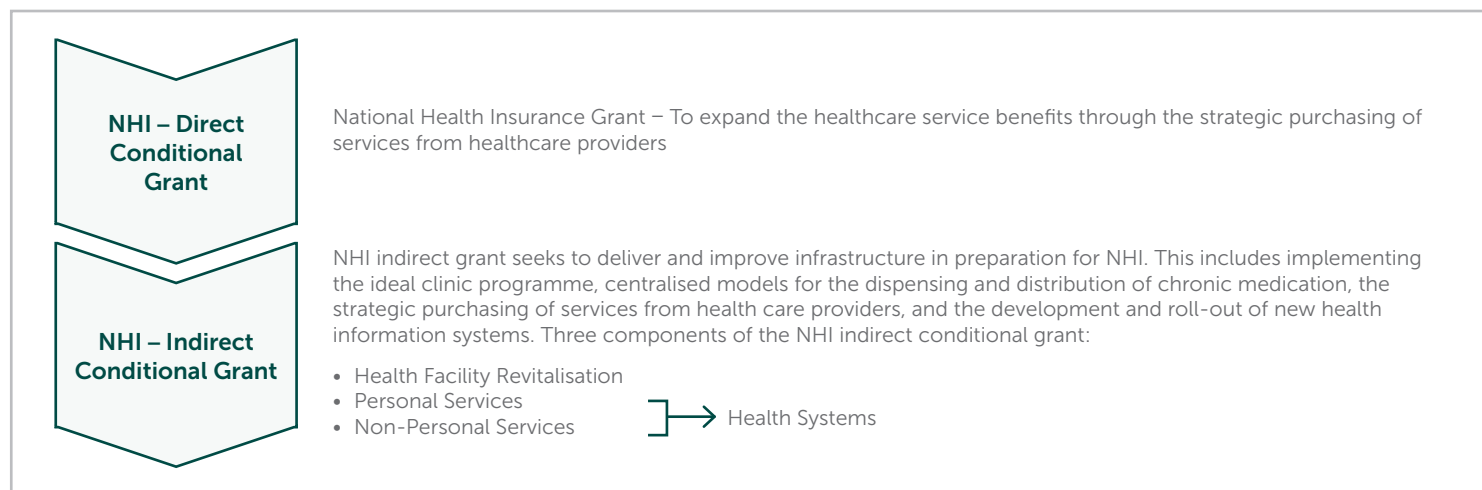 NHI – Direct
Conditional
Grant
National Health Insurance Grant – To expand the healthcare service benefits through the strategic purchasing of
services from healthcare providers
NHI – Indirect
Conditional Grant
NHI indirect grant seeks to deliver and improve infrastructure in preparation for NHI. This includes implementing
the ideal clinic programme, centralised models for the dispensing and distribution of chronic medication, the
strategic purchasing of services from health care providers, and the development and roll-out of new health
information systems. Three components of the NHI indirect conditional grant:
• Health Facility Revitalisation
• Personal Services
• Non-Personal Services
Health Systems